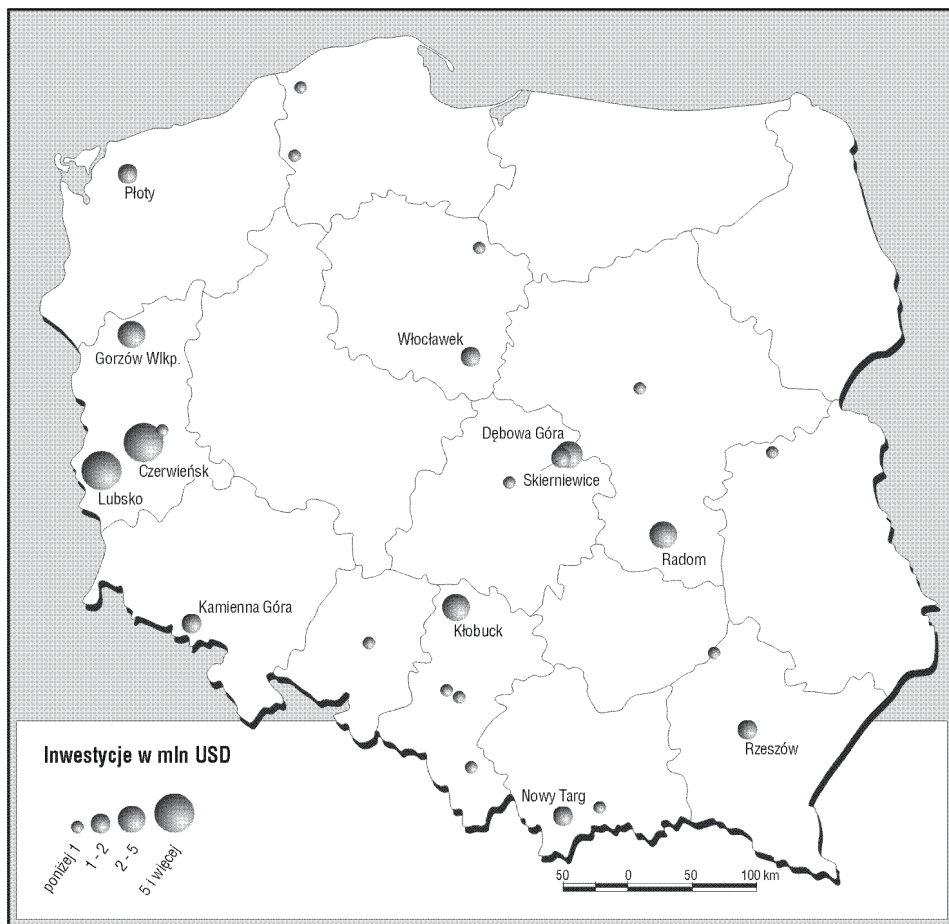 Płoty
Gorzów Wlkp.
Włocławek
Dębowa Góra
Czerwieńsk
Skierniewice
Lubsko
Radom
Kamienna Góra
Kłobuck
Rzeszów
Inwestycje w mln USD
Nowy Targ
poniżej 1
1 - 2
2 - 5
5 i więcej
50 0 50 100 km